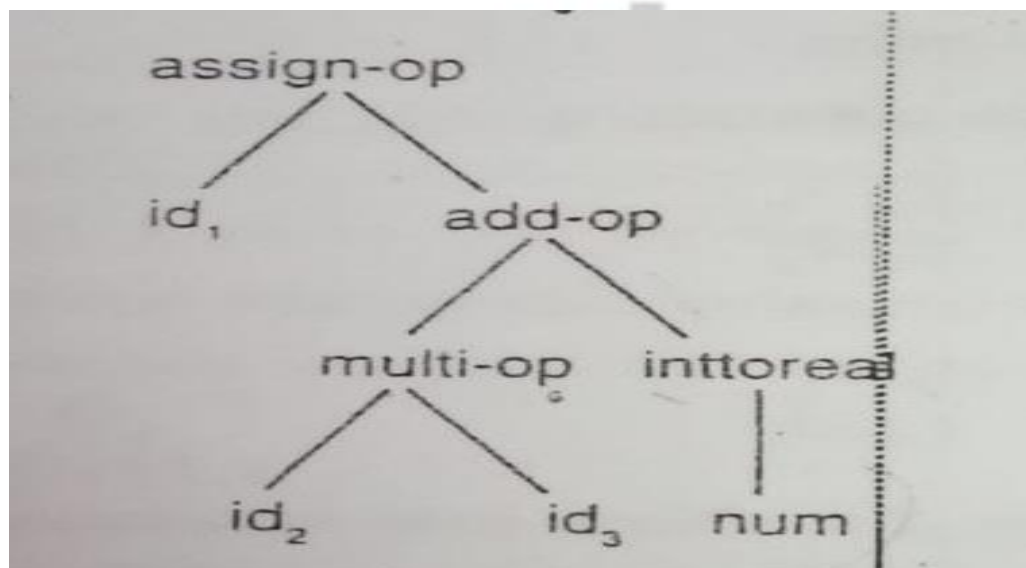 assign-op
id₁ add-op
multi-op inttoreal
id₂ id₃ num